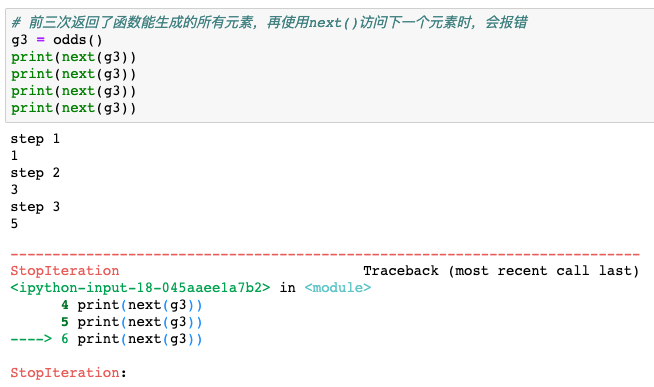 # 前三次返回了函数能生成的所有元素，再使用next()访问下一个元素时，会报错
g3 = odds()
print(next(g3))
print(next(g3))
print(next(g3))
print(next(g3))
step 1
1
step 2
3
step 3
5
---------------------------------------------------------------------------
StopIteration                             Traceback (most recent call last)
<ipython-input-18-045aaee1a7b2> in <module>
      4 print(next(g3))
      5 print(next(g3))
----> 6 print(next(g3))
StopIteration: